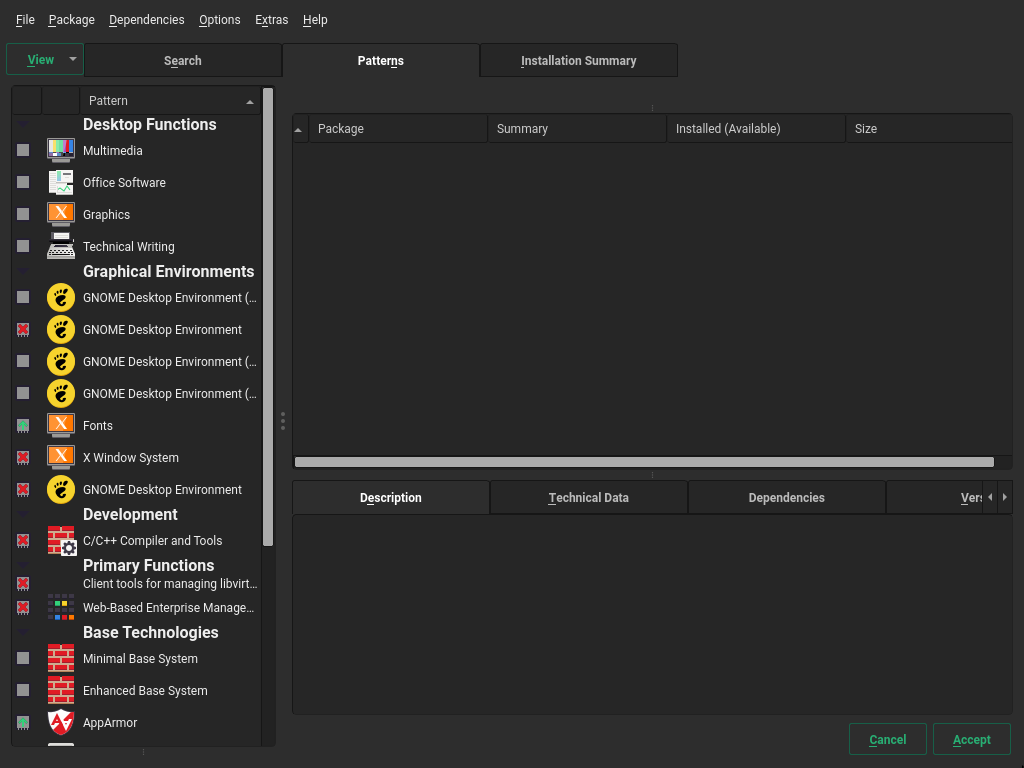 File Package Dependencies Options Extras Help
View Search Patterns Installation Summary
Pattern
Desktop Functions
Multimedia
Office Software
Graphics
Technical Writing
Graphical Environments
GNOME Desktop Environment (...
GNOME Desktop Environment
GNOME Desktop Environment (...
GNOME Desktop Environment (...
Fonts
X Window System
GNOME Desktop Environment
Development
C/C++ Compiler and Tools
Primary Functions
Client tools for managing libvirt...
Web-Based Enterprise Manage...
Base Technologies
Minimal Base System
Enhanced Base System
AppArmor
Package Summary Installed (Available) Size
Description Technical Data Dependencies Vers
Cancel Accept